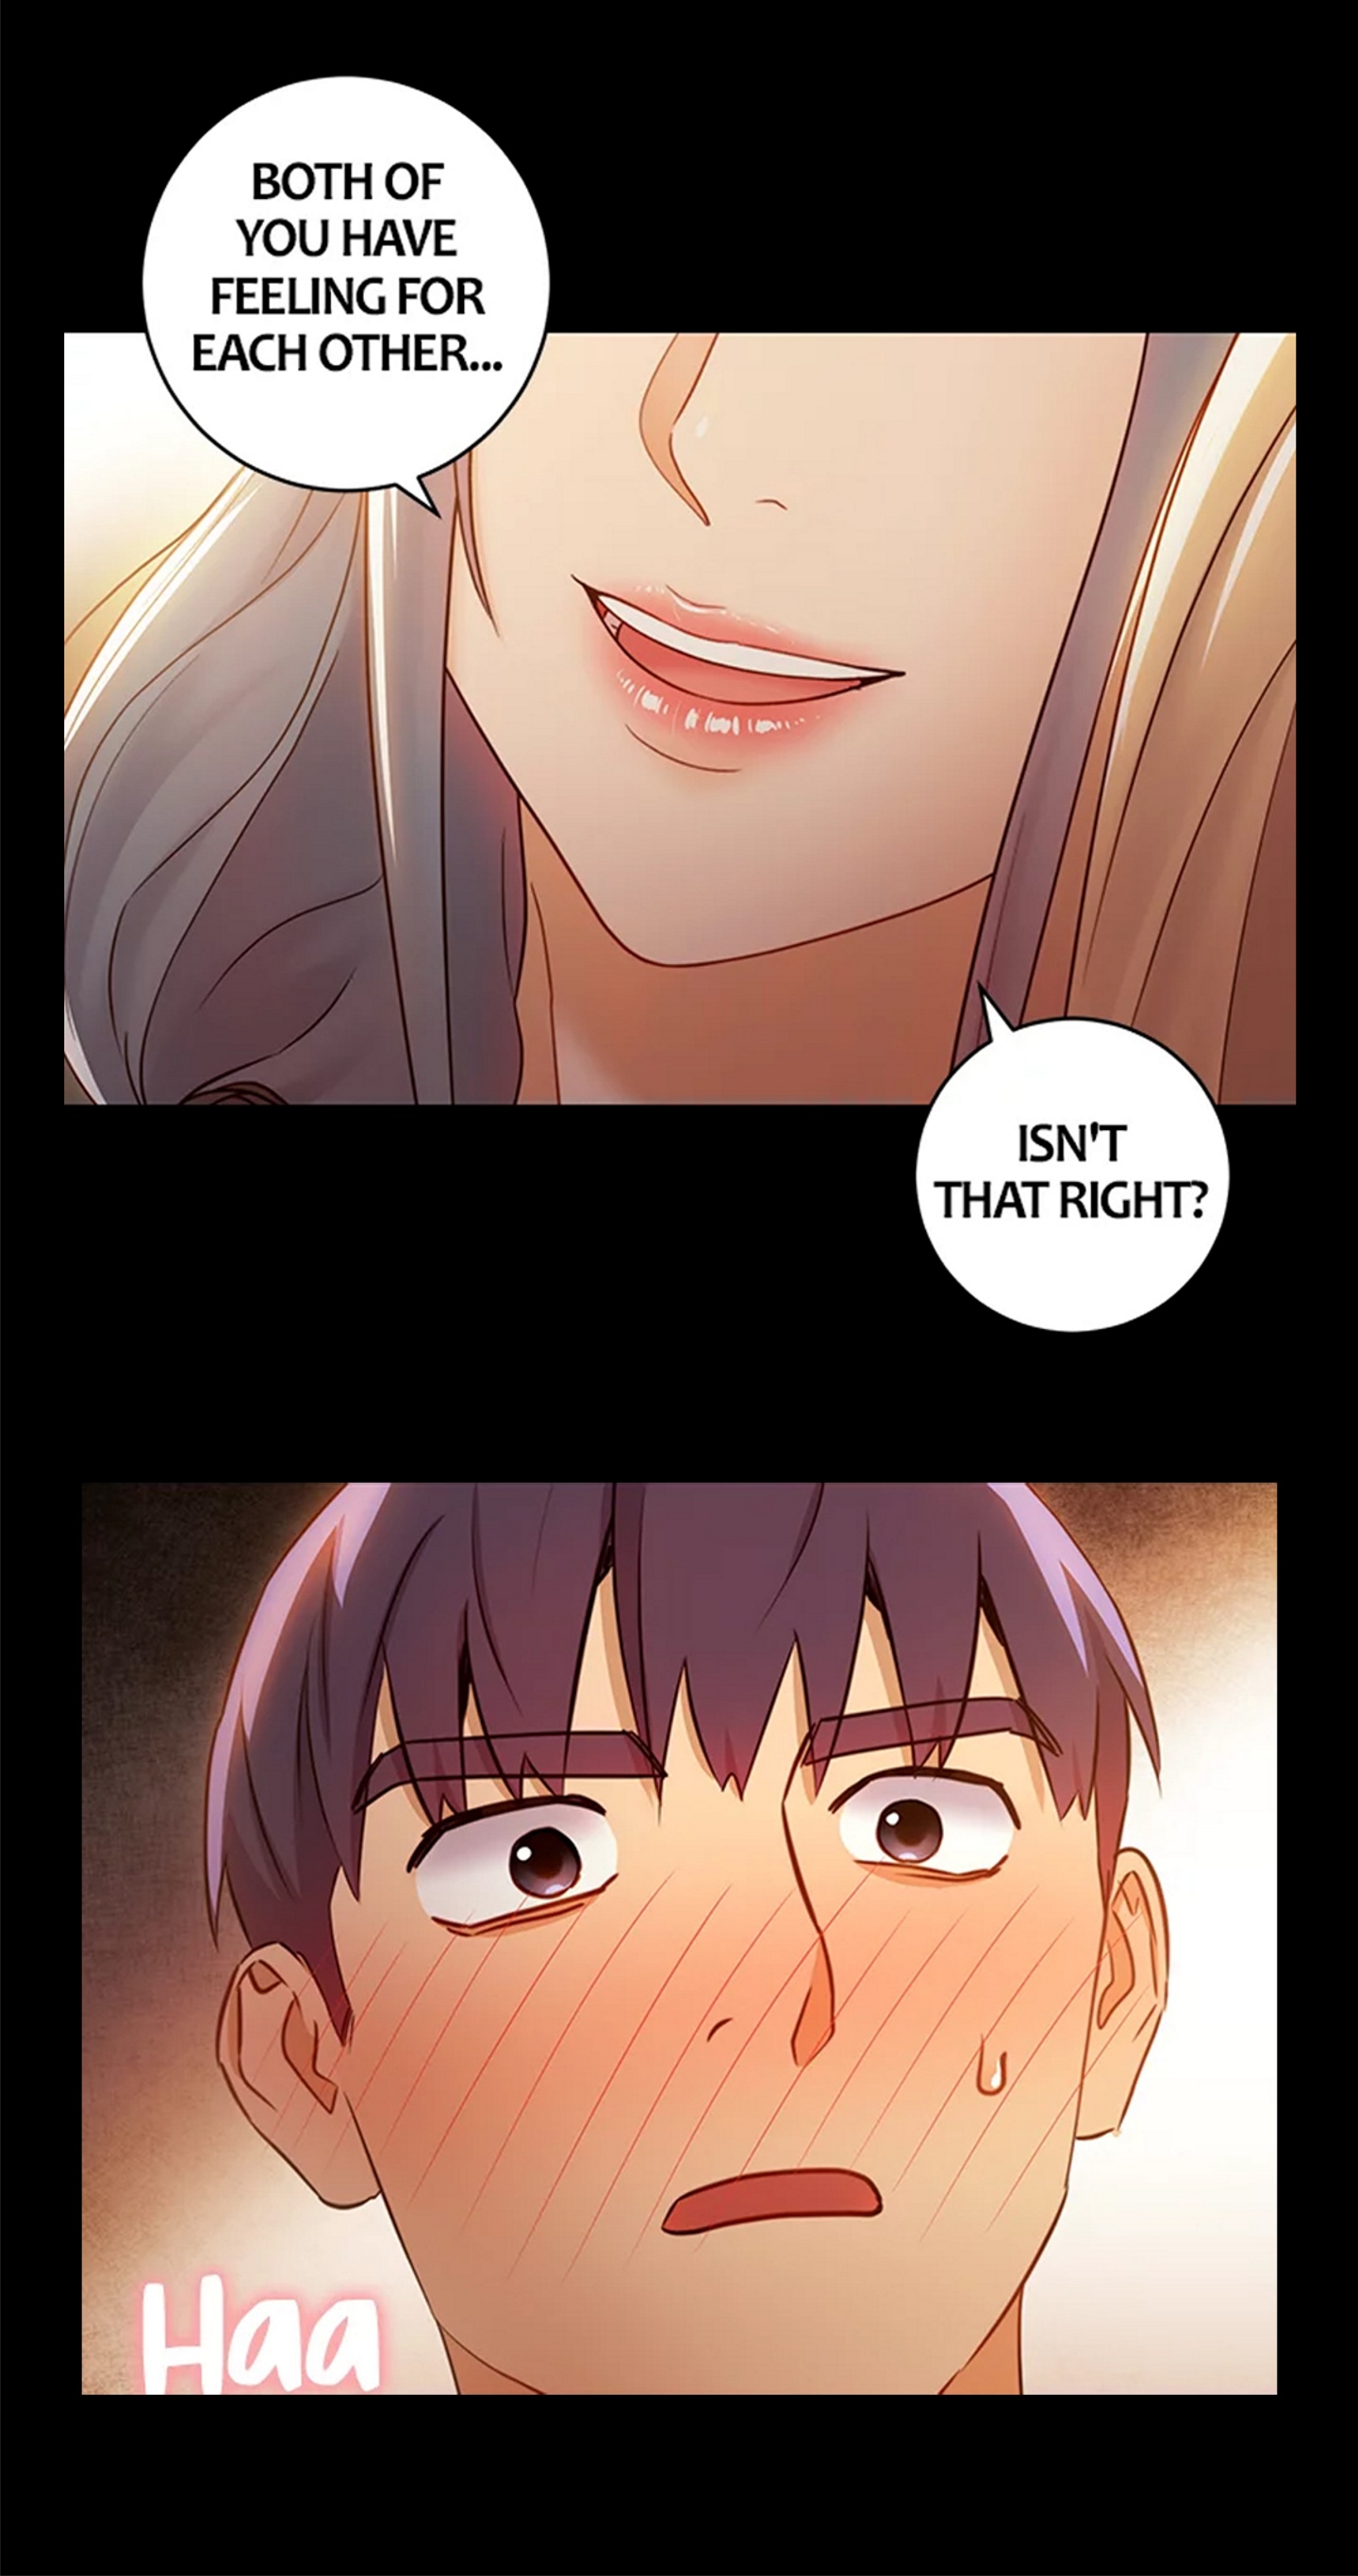 BOTH OF
YOU HAVE
FEELING FOR
EACH OTHER...
ISN'T
THAT RIGHT?
Haa